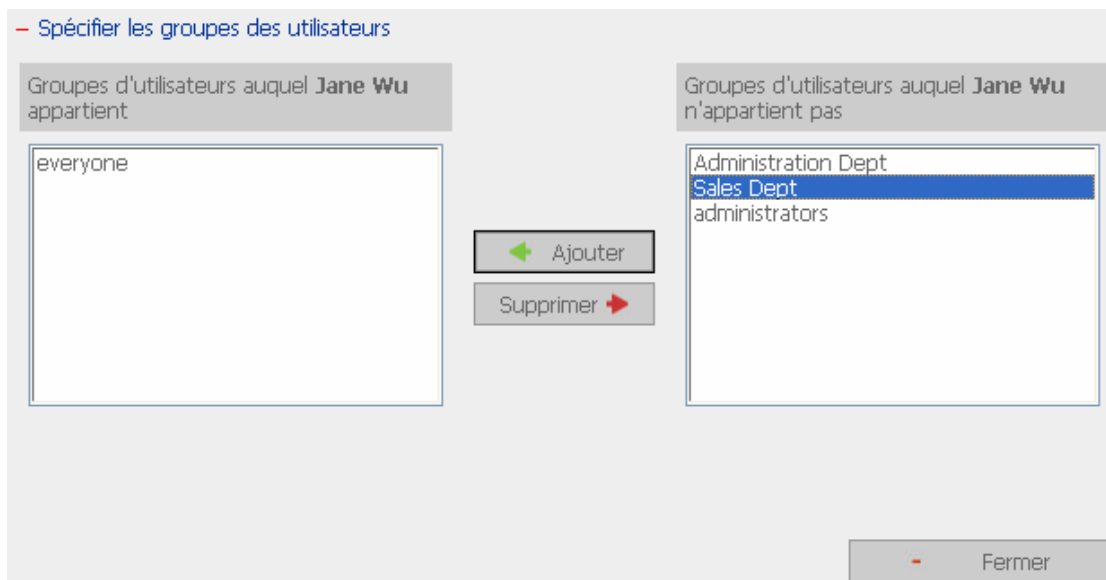 Spécifier les groupes des utilisateurs
Groupes d'utilisateurs auquel Jane Wu
appartient
everyone
Ajouter
Supprimer
Groupes d'utilisateurs auquel Jane Wu
n'appartient pas
Administration Dept
Sales Dept
administrators
Fermer